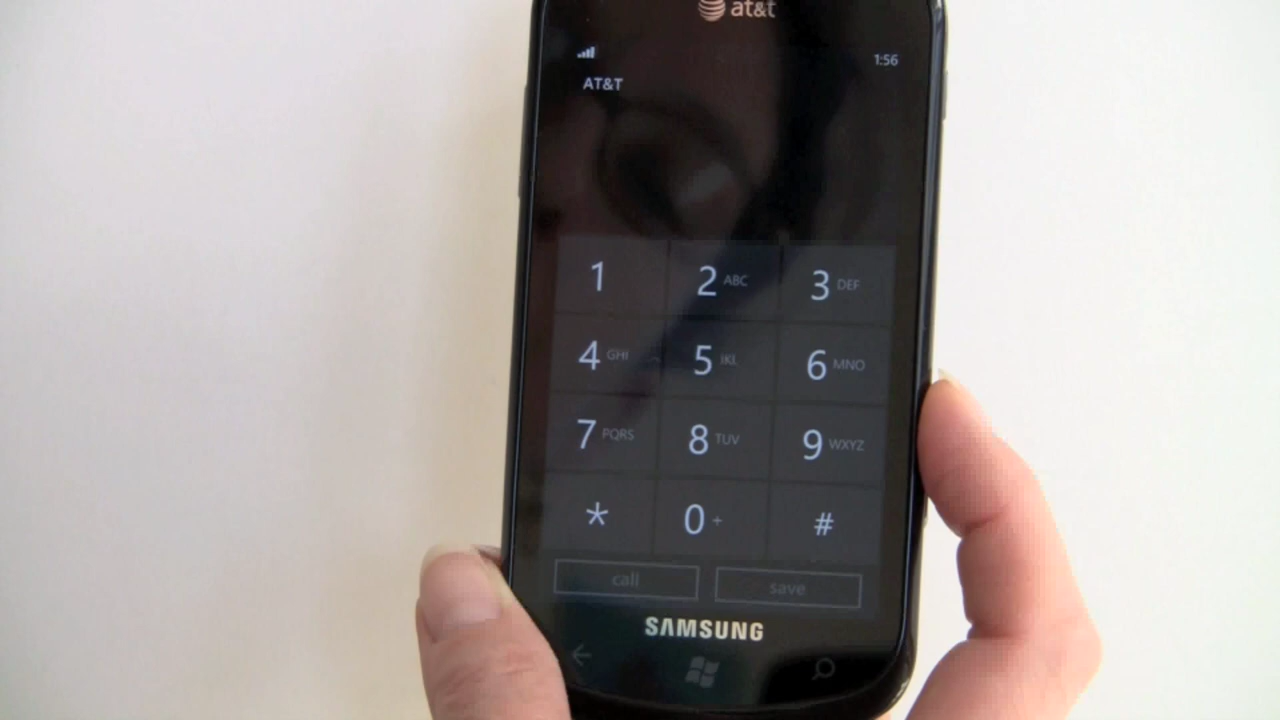 at&t
1:56
AT&T
1 2 ABC 3 DEF
4 GHI 5 JKL 6 MNO
7 PQRS 8 TUV 9 WXYZ
* 0 + #
call save
SAMSUNG